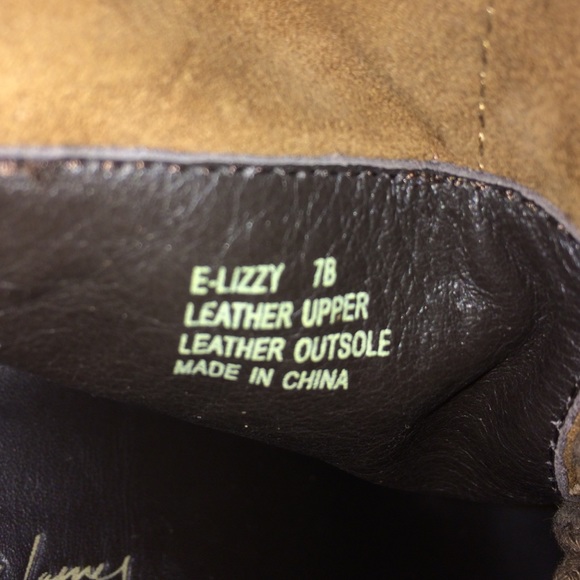 E-LIZZY 7B
LEATHER UPPER
LEATHER OUTSOLE
MADE IN CHINA